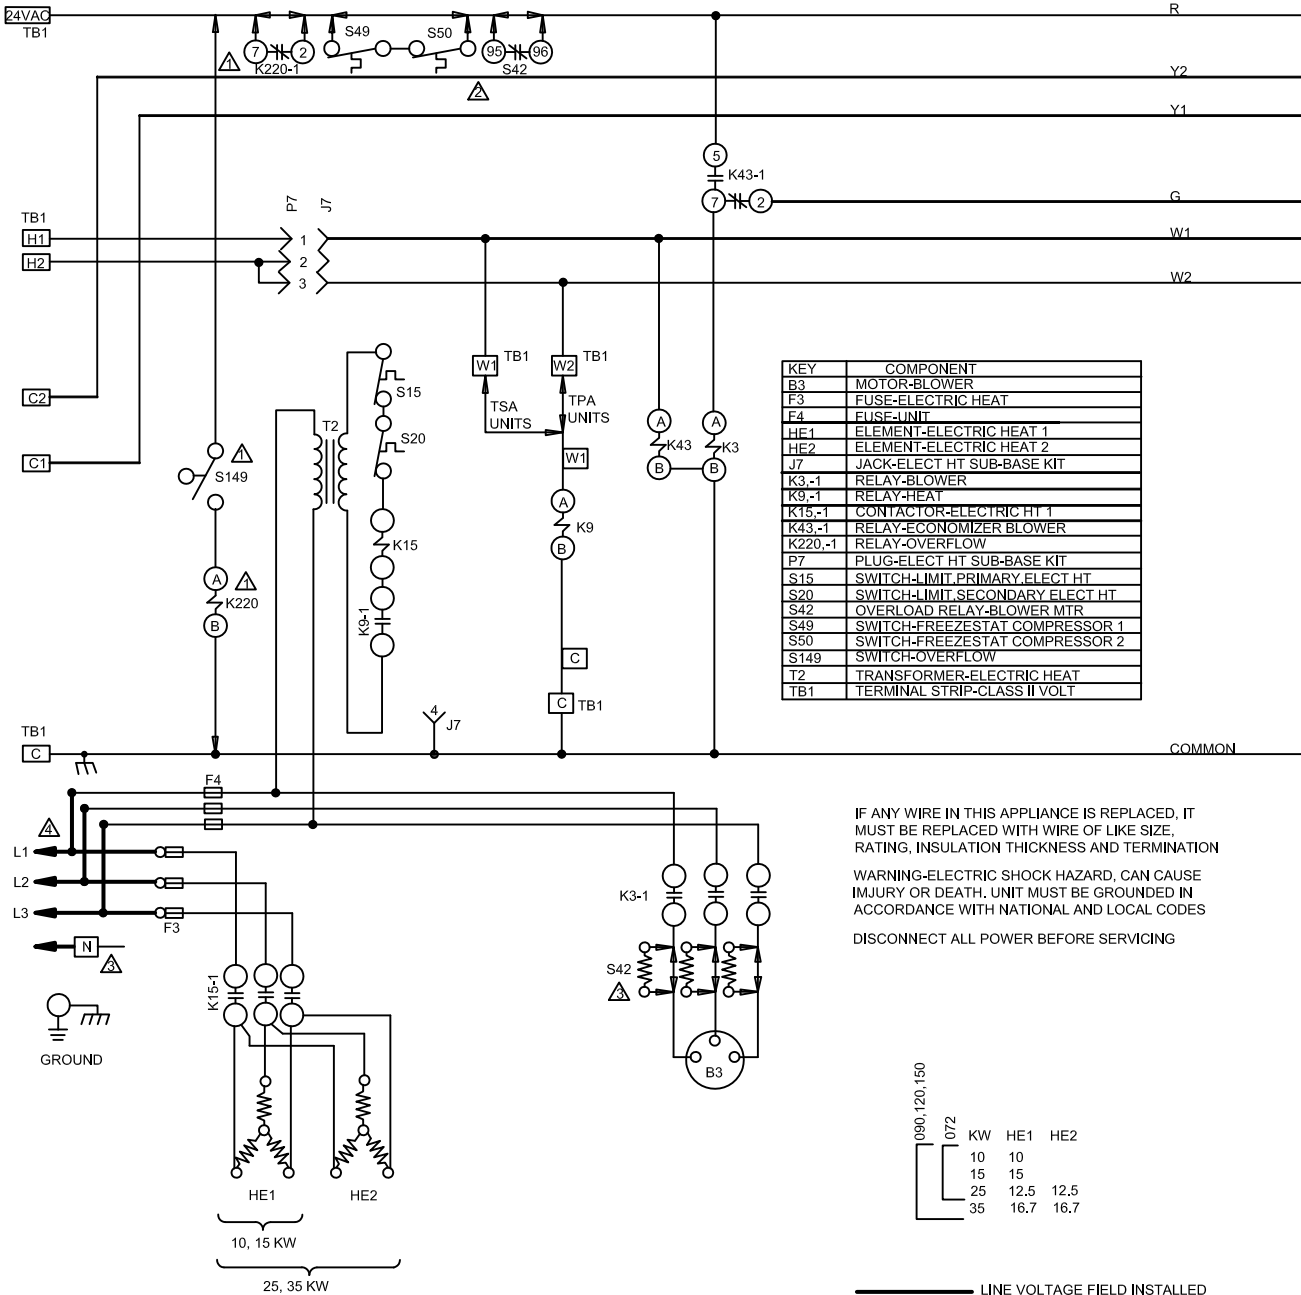 24VAC
TB1
R
S49
S50
7
2
95
96
1
K220-1
S42
2
Y2
Y1
5
K43-1
7
2
G
P7
J7
TB1
H1
1
W1
H2
2
3
W2
W1
TB1
W2
TB1
KEY COMPONENT
B3 MOTOR-BLOWER
F3 FUSE-ELECTRIC HEAT
F4 FUSE-UNIT
HE1 ELEMENT-ELECTRIC HEAT 1
HE2 ELEMENT-ELECTRIC HEAT 2
J7 JACK-ELECT HT SUB-BASE KIT
K3,-1 RELAY-BLOWER
K9,-1 RELAY-HEAT
K15,-1 CONTACTOR-ELECTRIC HT 1
K43,-1 RELAY-ECONOMIZER BLOWER
K220,-1 RELAY-OVERFLOW
P7 PLUG-ELECT HT SUB-BASE KIT
S15 SWITCH-LIMIT,PRIMARY,ELECT HT
S20 SWITCH-LIMIT,SECONDARY ELECT HT
S42 OVERLOAD RELAY-BLOWER MTR
S49 SWITCH-FREEZESTAT COMPRESSOR 1
S50 SWITCH-FREEZESTAT COMPRESSOR 2
S149 SWITCH-OVERFLOW
T2 TRANSFORMER-ELECTRIC HEAT
TB1 TERMINAL STRIP-CLASS II VOLT
C2
S15
TSA
UNITS
TPA
UNITS
T2
S20
A
K43
B
A
K3
B
C1
1
S149
W1
A
K9
B
K15
A
1
K220
B
K9-1
C
C
TB1
4
J7
TB1
C
COMMON
F4
4
L1
L2
L3
F3
N
3
IF ANY WIRE IN THIS APPLIANCE IS REPLACED, IT
MUST BE REPLACED WITH WIRE OF LIKE SIZE,
RATING, INSULATION THICKNESS AND TERMINATION
WARNING-ELECTRIC SHOCK HAZARD, CAN CAUSE
IMJURY OR DEATH. UNIT MUST BE GROUNDED IN
ACCORDANCE WITH NATIONAL AND LOCAL CODES
DISCONNECT ALL POWER BEFORE SERVICING
K3-1
S42
3
K15-1
GROUND
B3
090,120,150
072
KW HE1 HE2
10 10
15 15
25 12.5 12.5
35 16.7 16.7
HE1
HE2
10, 15 KW
25, 35 KW
LINE VOLTAGE FIELD INSTALLED